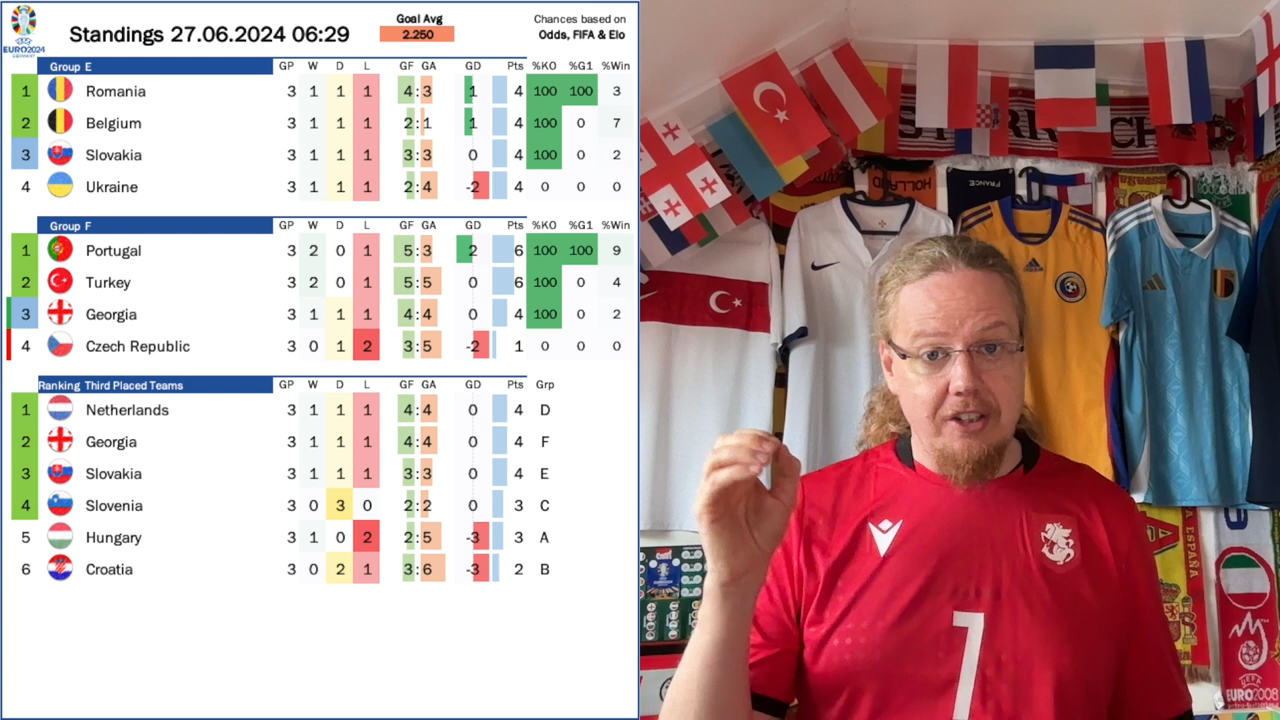 EURO2024
GERMANY
Standings 27.06.2024 06:29
Goal Avg
2.250
Chances based on
Odds, FIFA & Elo
Group E GP W D L GF GA GD Pts %KO %G1 %Win
1 Romania 3 1 1 1 4:3 1 4 100 100 3
2 Belgium 3 1 1 1 2:1 1 4 100 0 7
3 Slovakia 3 1 1 1 3:3 0 4 100 0 2
4 Ukraine 3 1 1 1 2:4 -2 4 0 0 0
Group F GP W D L GF GA GD Pts %KO %G1 %Win
1 Portugal 3 2 0 1 5:3 2 6 100 100 9
2 Turkey 3 2 0 1 5:5 0 6 100 0 4
3 Georgia 3 1 1 1 4:4 0 4 100 0 2
4 Czech Republic 3 0 1 2 3:5 -2 1 0 0 0
Ranking Third Placed Teams GP W D L GF GA GD Pts Grp
1 Netherlands 3 1 1 1 4:4 0 4 D
2 Georgia 3 1 1 1 4:4 0 4 F
3 Slovakia 3 1 1 1 3:3 0 4 E
4 Slovenia 3 0 3 0 2:2 0 3 C
5 Hungary 3 1 0 2 2:5 -3 3 A
6 Croatia 3 0 2 1 3:6 -3 2 B
HOLLAND
FRANCE
ESPAÑA
7
UEFA
EURO2008